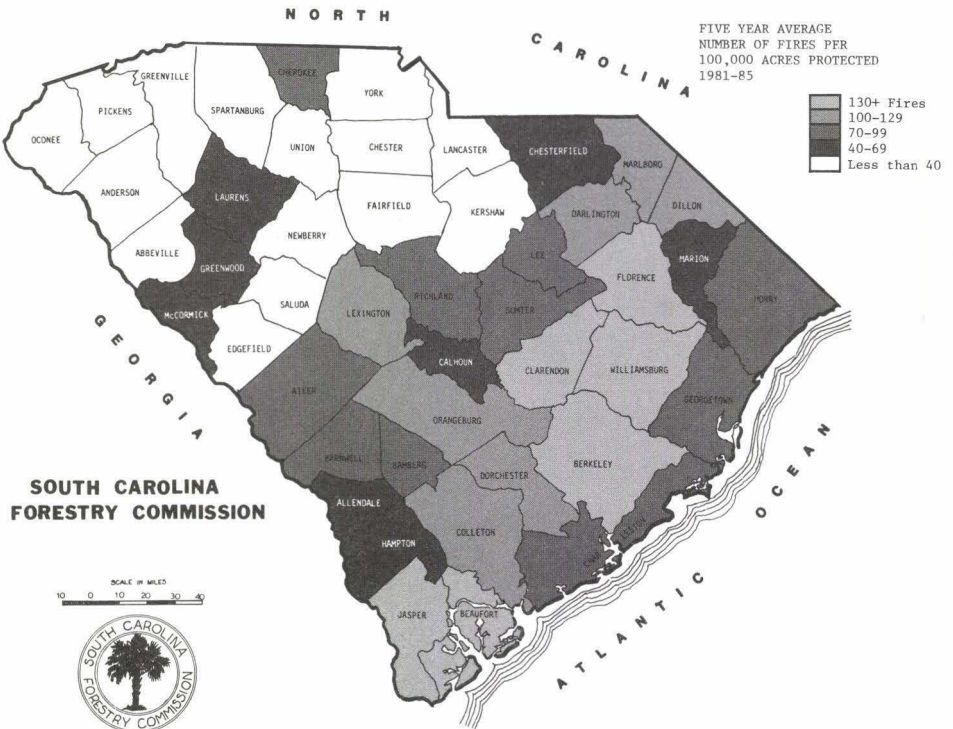 NORTH
CAROLINA
FIVE YEAR AVERAGE
NUMBER OF FIRES PER
100,000 ACRES PROTECTED
1981-85
130+ Fires
100-129
70-99
40-69
Less than 40
CHEROKEE
GREENVILLE
YORK
PICKENS
SPARTANBURG
OCONEE
UNION
CHESTER
LANCASTER
CHESTERFIELD
MARLBORO
ANDERSON
LAURENS
FAIRFIELD
KERSHAW
DARLINGTON
DILLON
NEWBERRY
ABBEVILLE
LEE
MARION
GREENWOOD
FLORENCE
RICHLAND
HORRY
McCORMICK
SALUDA
LEXINGTON
SUMTER
EDGEFIELD
CALHOUN
CLARENDON
WILLIAMSBURG
AIKEN
GEORGETOWN
ORANGEBURG
BARNWELL
BAMBERG
DORCHESTER
BERKELEY
ALLENDALE
COLLETON
HAMPTON
JASPER
BEAUFORT
GEORGIA
ATLANTIC OCEAN
SOUTH CAROLINA
FORESTRY COMMISSION
SCALE IN MILES
10 0 10 20 30 40
SOUTH CAROLINA
FORESTRY COMMISSION